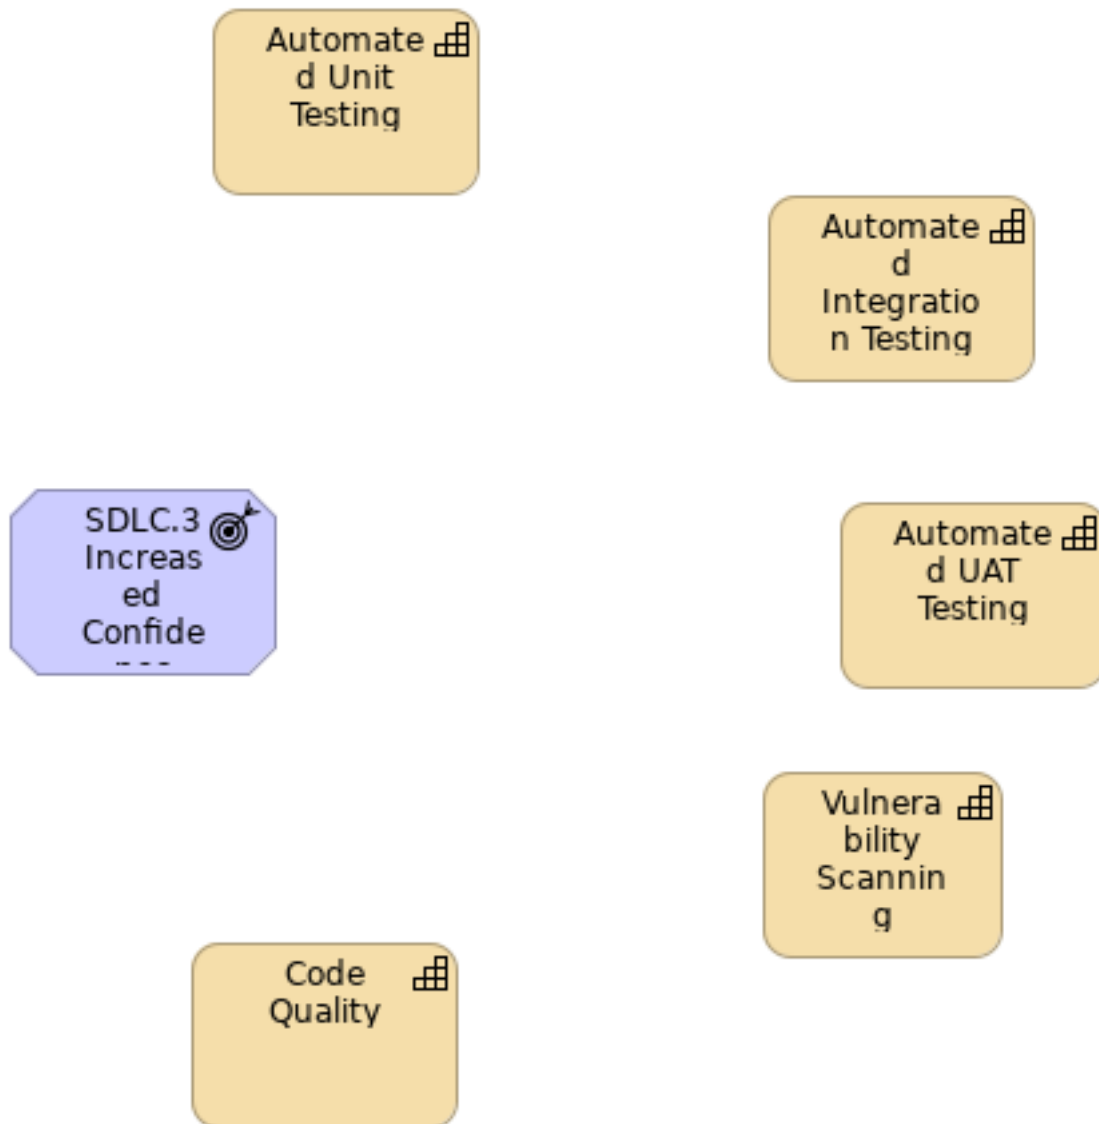 Automate
d Unit
Testing
Automate
d
Integratio
n Testing
SDLC.3
Increas
ed
Confide
Automate
d UAT
Testing
Vulnera
bility
Scannin
g
Code
Quality